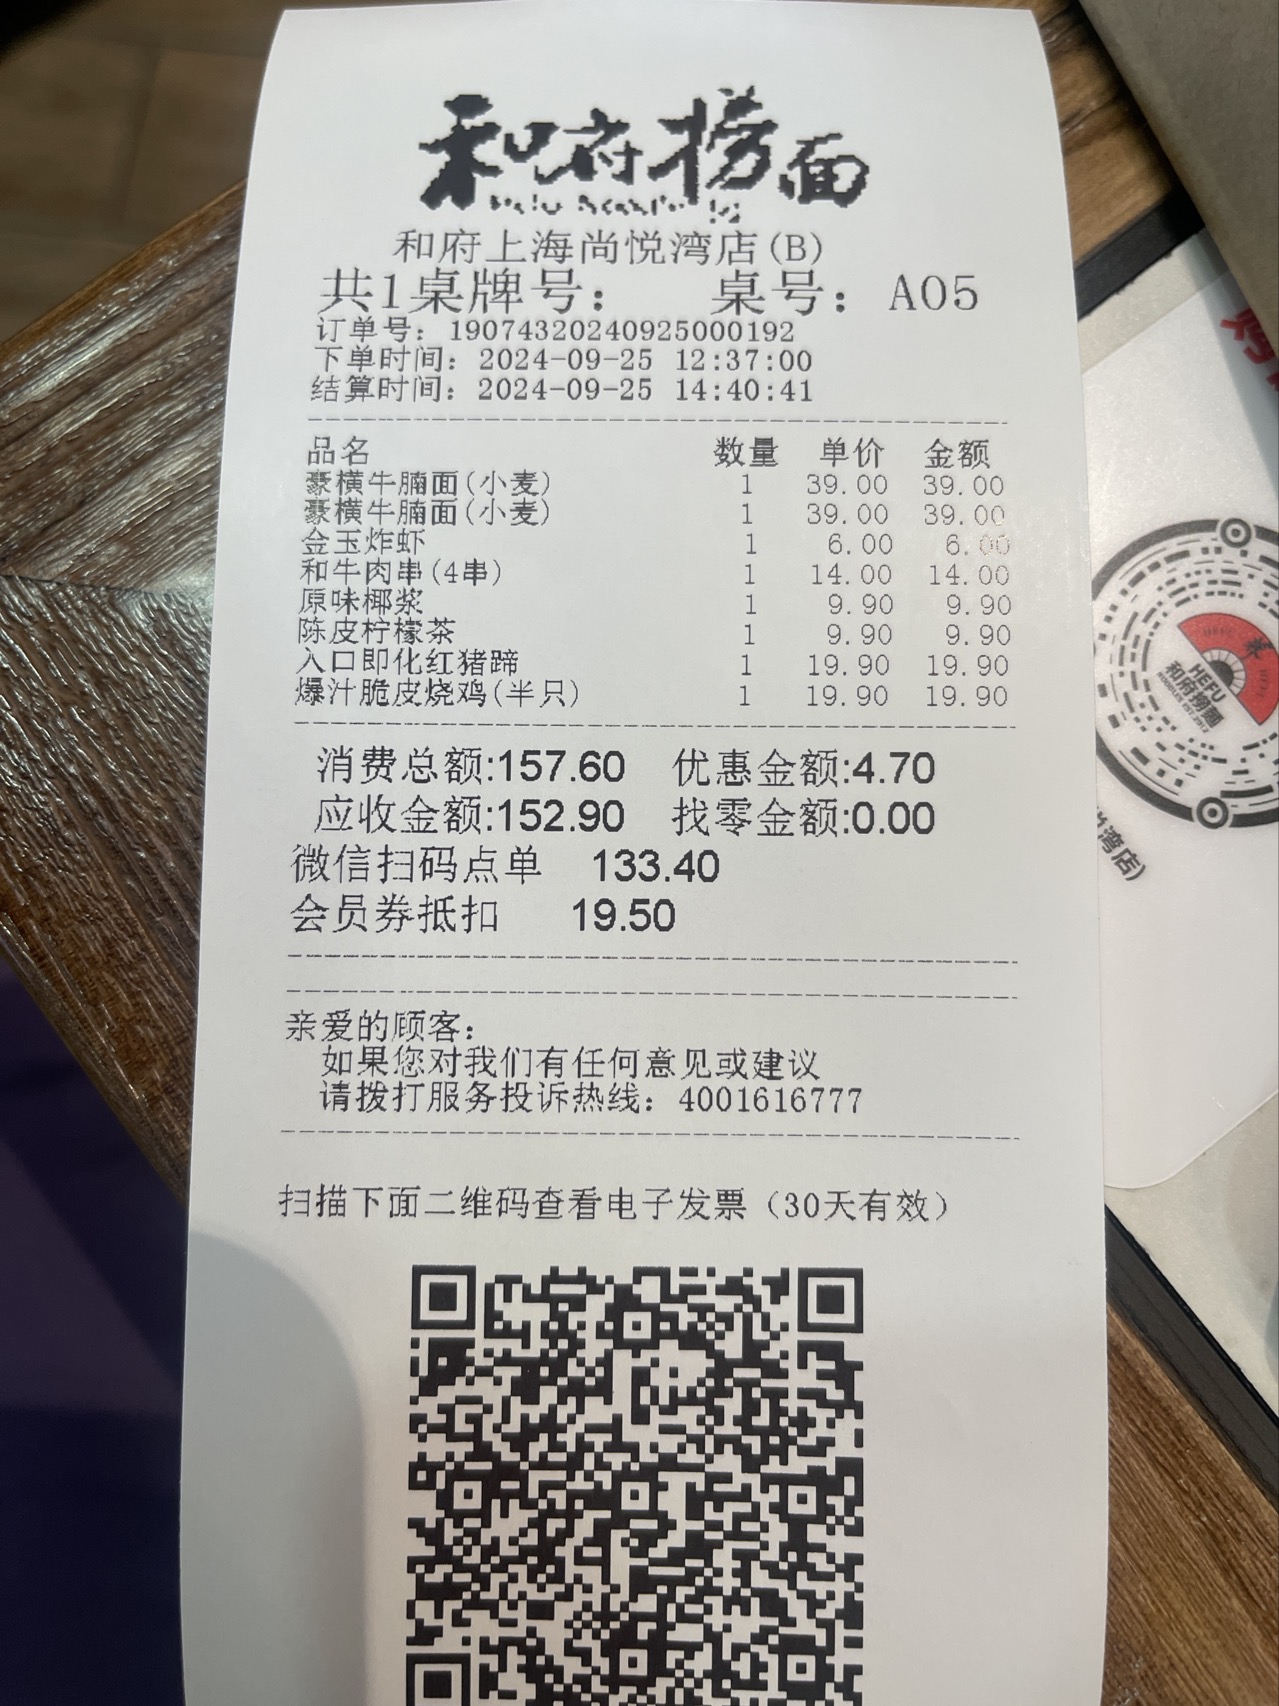 和府捞面
和府上海尚悦湾店(B)
共1桌牌号： 桌号： A05
订单号：19074320240925000192
下单时间：2024-09-25 12:37:00
结算时间：2024-09-25 14:40:41
品名 数量 单价 金额
豪横牛腩面(小麦) 1 39.00 39.00
豪横牛腩面(小麦) 1 39.00 39.00
金玉炸虾 1 6.00 6.00
和牛肉串(4串) 1 14.00 14.00
原味椰浆 1 9.90 9.90
陈皮柠檬茶 1 9.90 9.90
入口即化红猪蹄 1 19.90 19.90
爆汁脆皮烧鸡(半只) 1 19.90 19.90
消费总额:157.60 优惠金额:4.70
应收金额:152.90 找零金额:0.00
微信扫码点单 133.40
会员券抵扣 19.50
亲爱的顾客：
如果您对我们有任何意见或建议
请拨打服务投诉热线：4001616777
扫描下面二维码查看电子发票（30天有效）
HEFU
和府捞麵
湾店)